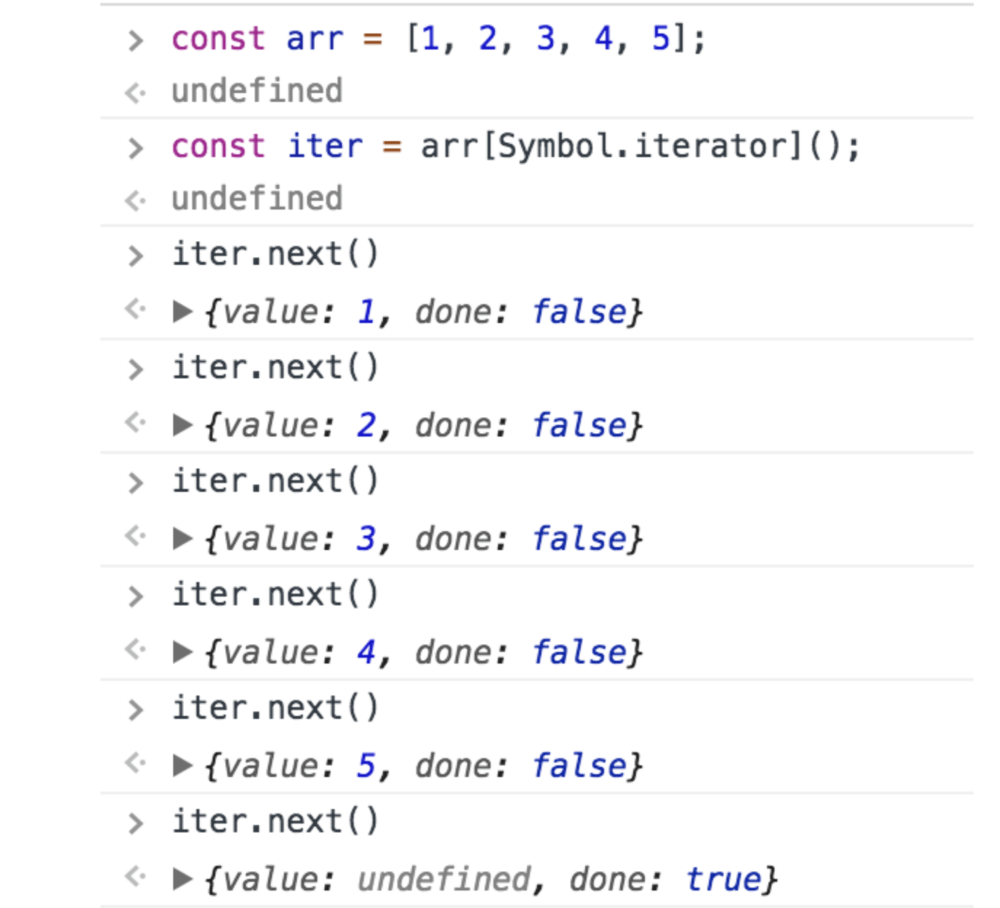 > const arr = [1, 2, 3, 4, 5];
<· undefined
> const iter = arr[Symbol.iterator]();
<· undefined
> iter.next()
<· ▶ {value: 1, done: false}
> iter.next()
<· ▶ {value: 2, done: false}
> iter.next()
<· ▶ {value: 3, done: false}
> iter.next()
<· ▶ {value: 4, done: false}
> iter.next()
<· ▶ {value: 5, done: false}
> iter.next()
<· ▶ {value: undefined, done: true}